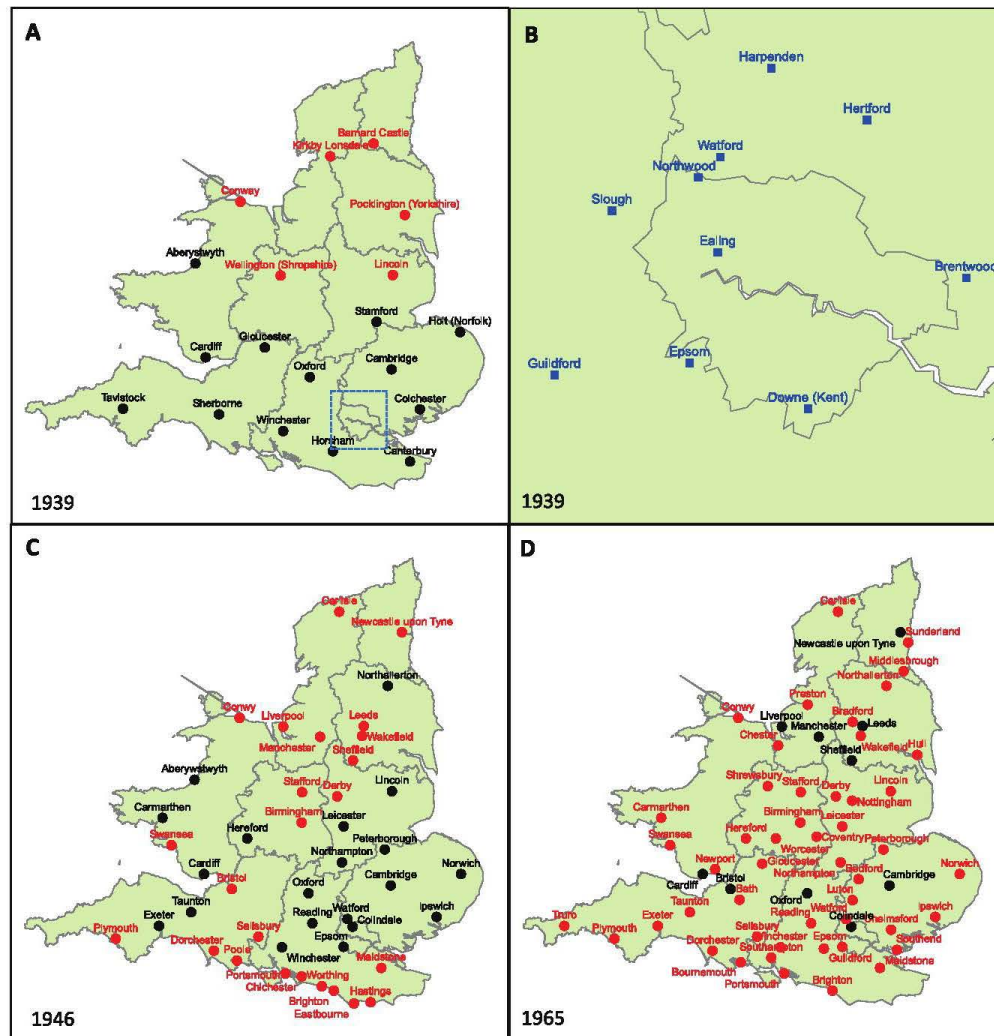 A
Barnard Castle
Kirkby Lonsdale
Conway
Pocklington (Yorkshire)
Aberystwyth
Wellington (Shropshire)
Lincoln
Stamford
Holt (Norfolk)
Gloucester
Cardiff
Oxford
Cambridge
Tavistock
Sherborne
Colchester
Winchester
Horsham
Canterbury
1939
B
Harpenden
Hertford
Watford
Northwood
Slough
Ealing
Brentwood
Epsom
Guildford
Downe (Kent)
1939
C
Carlisle
Newcastle upon Tyne
Northallerton
Conwy
Liverpool
Leeds
Manchester
Wakefield
Sheffield
Aberywstwyth
Stafford
Derby
Lincoln
Carmarthen
Birmingham
Leicester
Swansea
Hereford
Peterborough
Northampton
Norwich
Cardiff
Bristol
Cambridge
Oxford
Taunton
Exeter
Reading
Watford
Colindale
Ipswich
Plymouth
Dorchester
Salisbury
Epsom
Poole
Winchester
Maidstone
Portsmouth
Worthing
Chichester
Hastings
Brighton
Eastbourne
1946
D
Carlisle
Newcastle upon Tyne
Sunderland
Middlesbrough
Northallerton
Preston
Conwy
Liverpool
Bradford
Manchester
Leeds
Chester
Sheffield
Wakefield
Hull
Shrewsbury
Stafford
Derby
Lincoln
Nottingham
Carmarthen
Birmingham
Leicester
Swansea
Hereford
Coventry
Peterborough
Worcester
Newport
Gloucester
Northampton
Bedford
Norwich
Cardiff
Bristol
Bath
Luton
Cambridge
Oxford
Taunton
Truro
Exeter
Reading
Watford
Colindale
Chelmsford
Ipswich
Plymouth
Salisbury
Winchester
Dorchester
Southampton
Epsom
Southend
Guildford
Maidstone
Bournemouth
Portsmouth
Brighton
1965